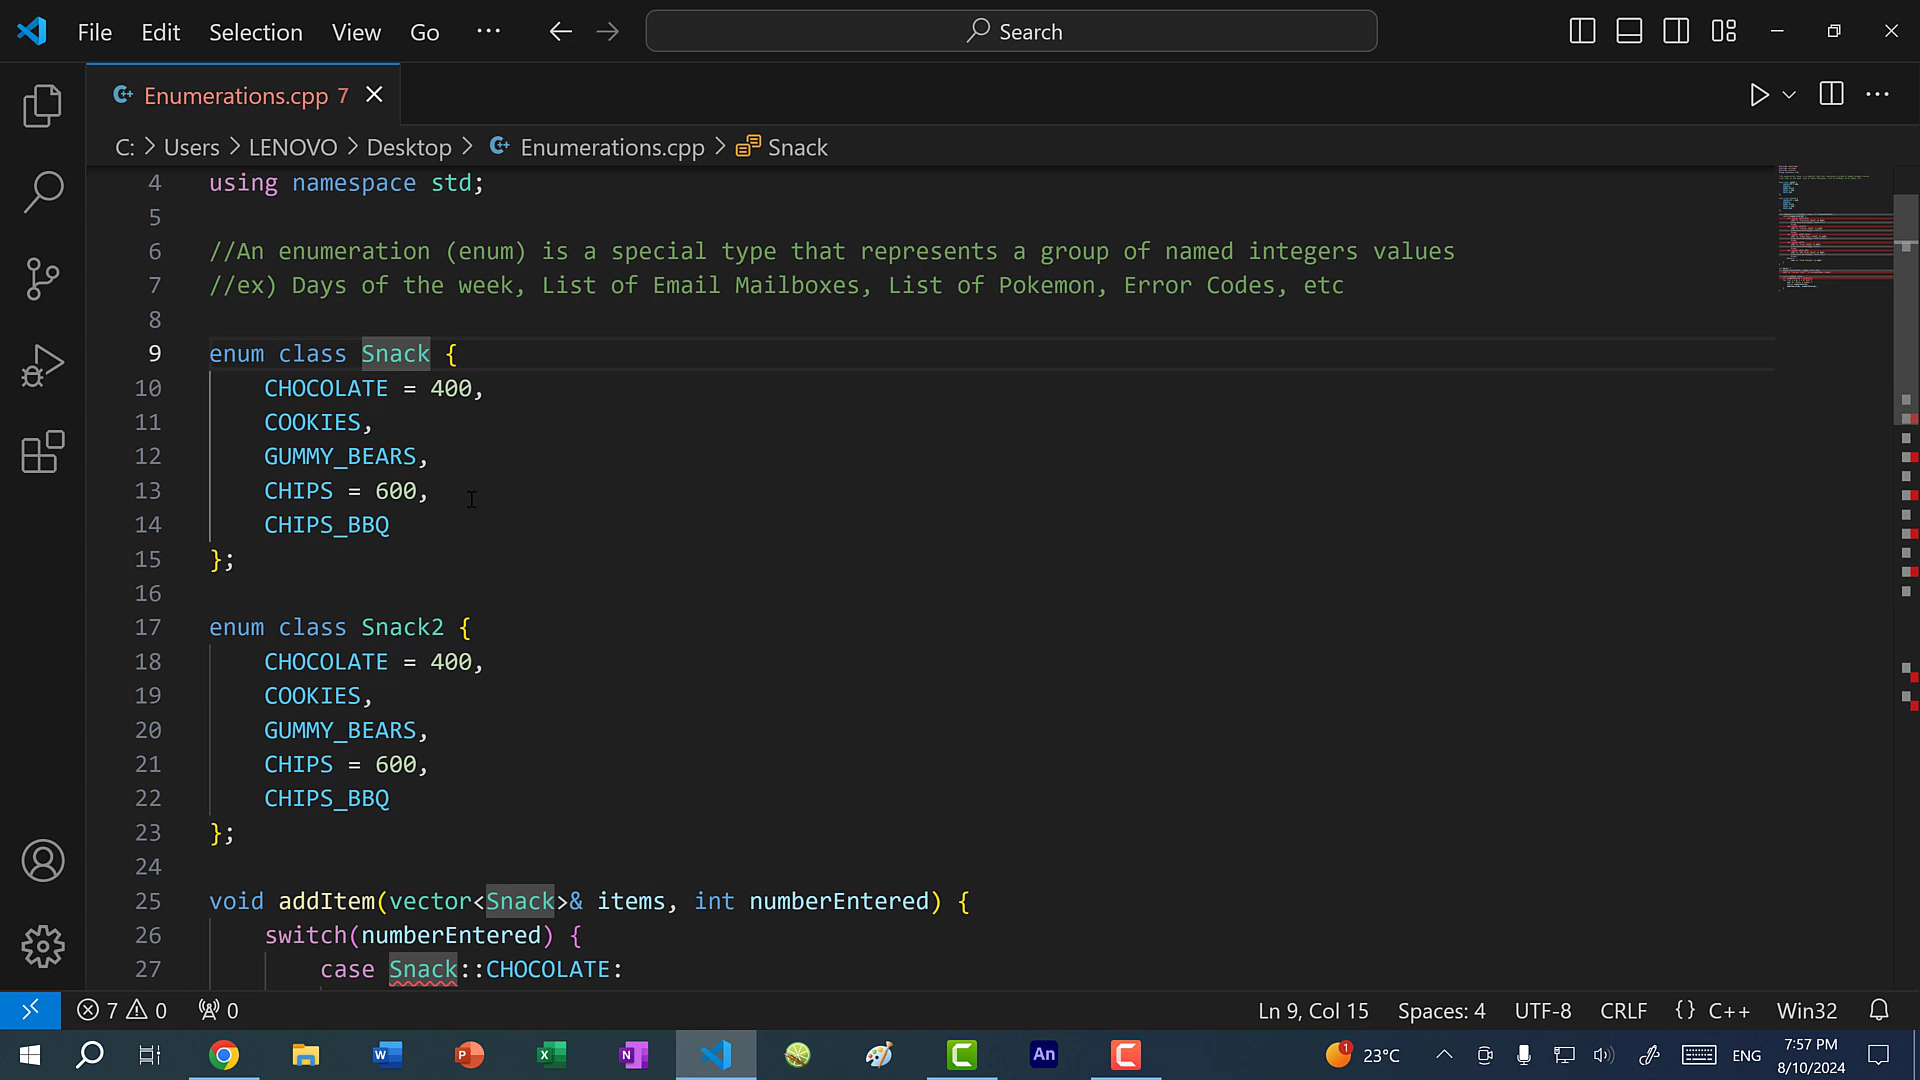 File Edit Selection View Go ··· Search
Enumerations.cpp 7
C: > Users > LENOVO > Desktop > Enumerations.cpp > Snack
4 using namespace std;
5
6 //An enumeration (enum) is a special type that represents a group of named integers values
7 //ex) Days of the week, List of Email Mailboxes, List of Pokemon, Error Codes, etc
8
9 enum class Snack {
10 CHOCOLATE = 400,
11 COOKIES,
12 GUMMY_BEARS,
13 CHIPS = 600,
14 CHIPS_BBQ
15 };
16
17 enum class Snack2 {
18 CHOCOLATE = 400,
19 COOKIES,
20 GUMMY_BEARS,
21 CHIPS = 600,
22 CHIPS_BBQ
23 };
24
25 void addItem(vector<Snack>& items, int numberEntered) {
26 switch(numberEntered) {
27 case Snack::CHOCOLATE:
7 0 0 Ln 9, Col 15 Spaces: 4 UTF-8 CRLF {} C++ Win32
W P X N An 1 23°C ENG 7:57 PM
8/10/2024